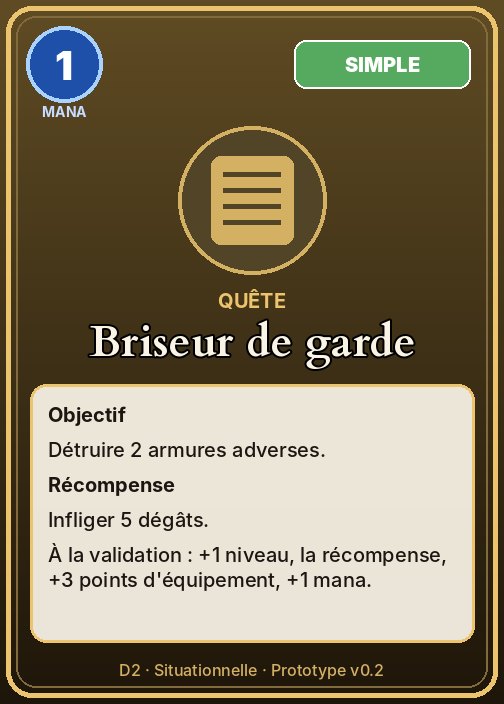 1
MANA
SIMPLE
QUÊTE
Briseur de garde
Objectif
Détruire 2 armures adverses.
Récompense
Infliger 5 dégâts.
À la validation : +1 niveau, la récompense,
+3 points d'équipement, +1 mana.
D2 · Situationnelle · Prototype v0.2